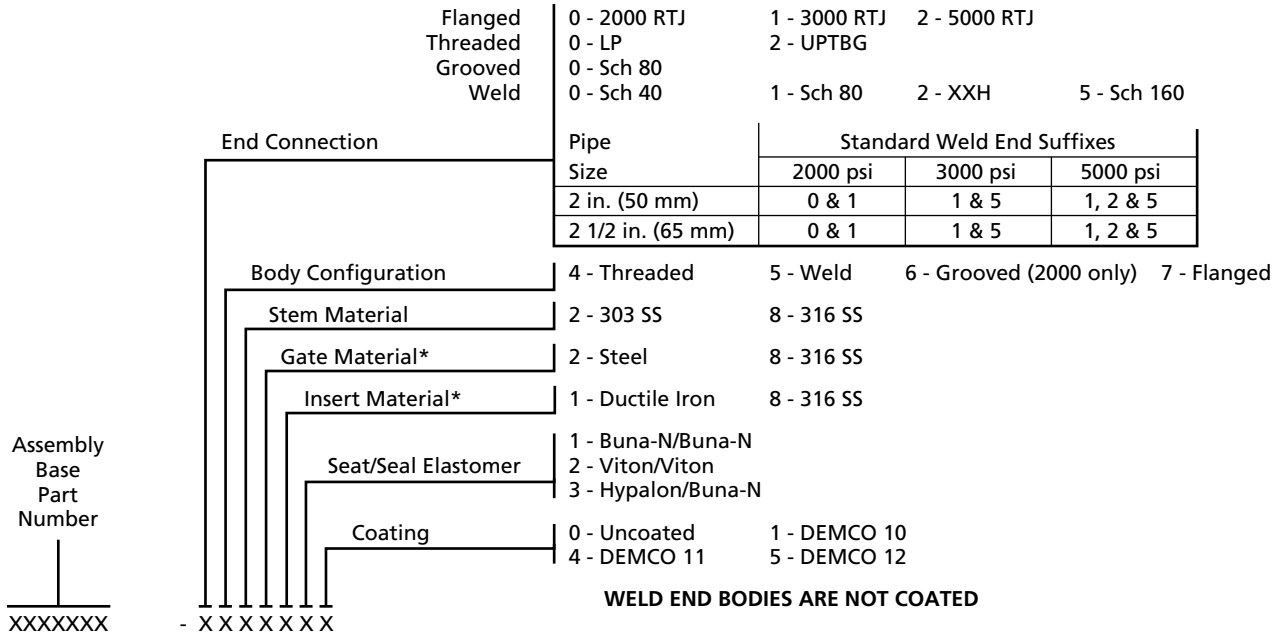 Flanged 0 - 2000 RTJ 1 - 3000 RTJ 2 - 5000 RTJ
Threaded 0 - LP 2 - UPTBG
Grooved 0 - Sch 80
Weld 0 - Sch 40 1 - Sch 80 2 - XXH 5 - Sch 160
End Connection Pipe Standard Weld End Suffixes
Size 2000 psi 3000 psi 5000 psi
2 in. (50 mm) 0 & 1 1 & 5 1, 2 & 5
2 1/2 in. (65 mm) 0 & 1 1 & 5 1, 2 & 5
Body Configuration 4 - Threaded 5 - Weld 6 - Grooved (2000 only) 7 - Flanged
Stem Material 2 - 303 SS 8 - 316 SS
Gate Material* 2 - Steel 8 - 316 SS
Insert Material* 1 - Ductile Iron 8 - 316 SS
1 - Buna-N/Buna-N
Seat/Seal Elastomer 2 - Viton/Viton
3 - Hypalon/Buna-N
Coating 0 - Uncoated 1 - DEMCO 10
4 - DEMCO 11 5 - DEMCO 12
WELD END BODIES ARE NOT COATED
Assembly
Base
Part
Number
XXXXXXX - X X X X X X X